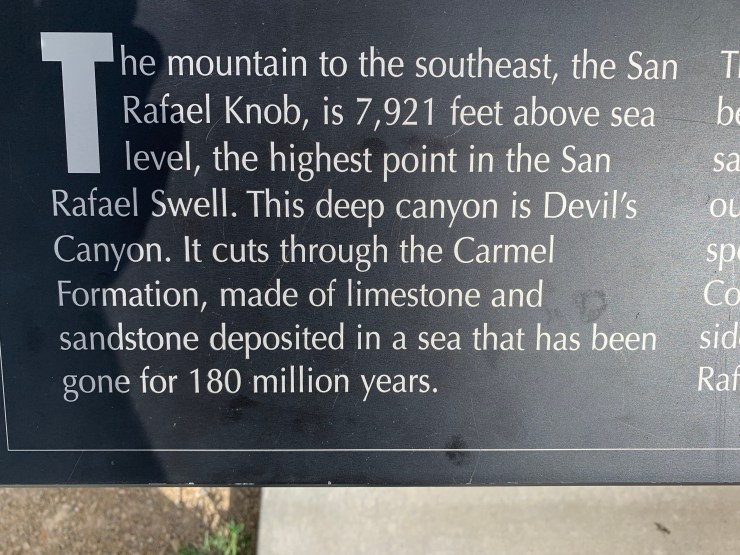 The mountain to the southeast, the San
Rafael Knob, is 7,921 feet above sea
level, the highest point in the San
Rafael Swell. This deep canyon is Devil's
Canyon. It cuts through the Carmel
Formation, made of limestone and
sandstone deposited in a sea that has been
gone for 180 million years.